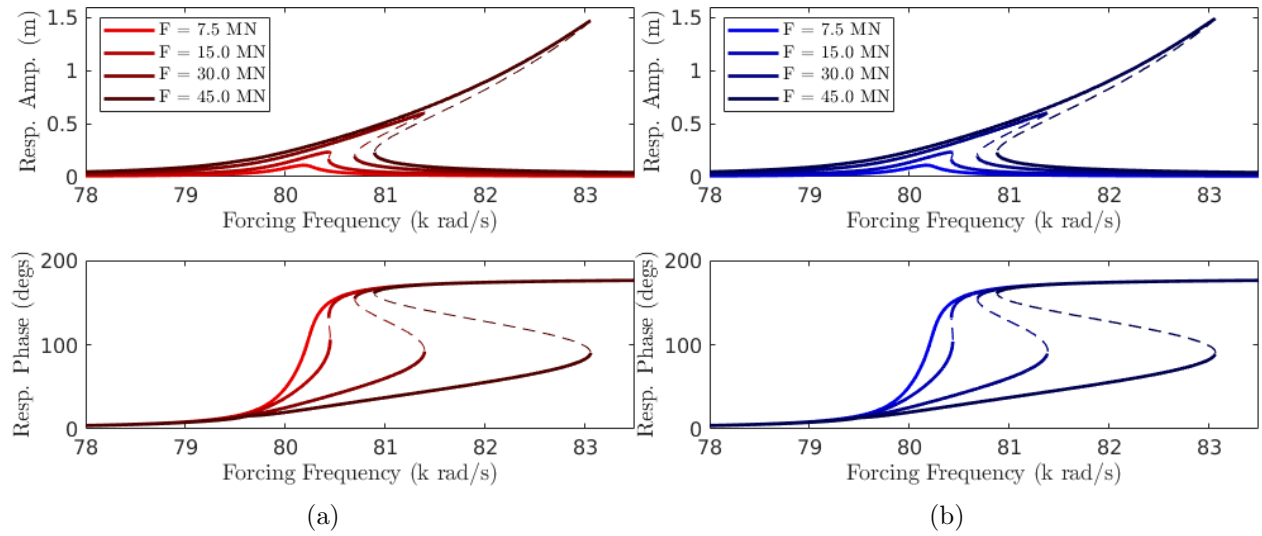 Resp. Amp. (m)
1.5
1
0.5
0
F = 7.5 MN
F = 15.0 MN
F = 30.0 MN
F = 45.0 MN
78 79 80 81 82 83
Forcing Frequency (k rad/s)
Resp. Phase (degs)
200
100
0
78 79 80 81 82 83
Forcing Frequency (k rad/s)
(a)
Resp. Amp. (m)
1.5
1
0.5
0
F = 7.5 MN
F = 15.0 MN
F = 30.0 MN
F = 45.0 MN
78 79 80 81 82 83
Forcing Frequency (k rad/s)
Resp. Phase (degs)
200
100
0
78 79 80 81 82 83
Forcing Frequency (k rad/s)
(b)